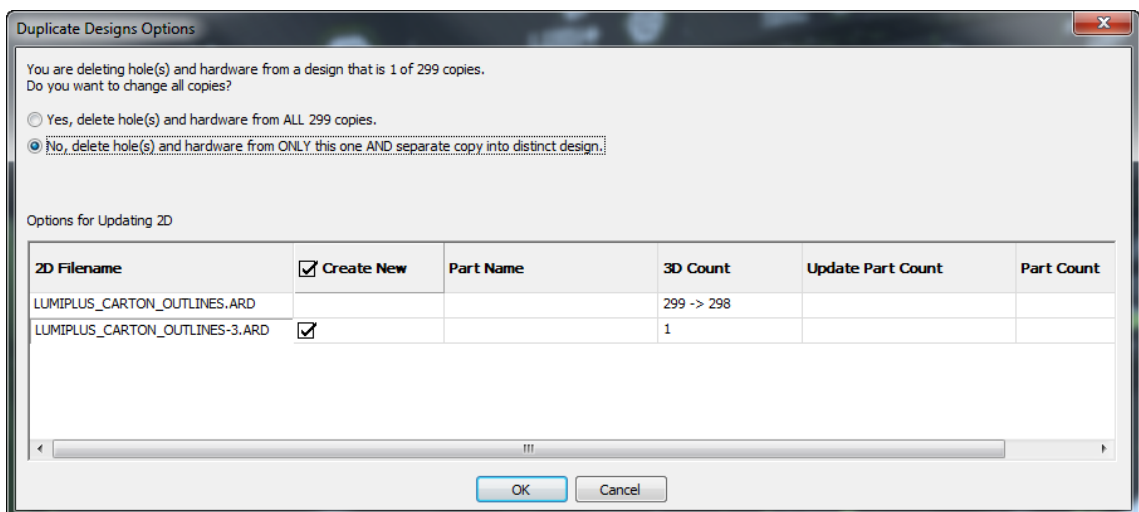 Duplicate Designs Options
You are deleting hole(s) and hardware from a design that is 1 of 299 copies.
Do you want to change all copies?
Yes, delete hole(s) and hardware from ALL 299 copies.
No, delete hole(s) and hardware from ONLY this one AND separate copy into distinct design.
Options for Updating 2D
2D Filename Create New Part Name 3D Count Update Part Count Part Count
LUMIPLUS_CARTON_OUTLINES.ARD 299 -> 298
LUMIPLUS_CARTON_OUTLINES-3.ARD 1
OK Cancel